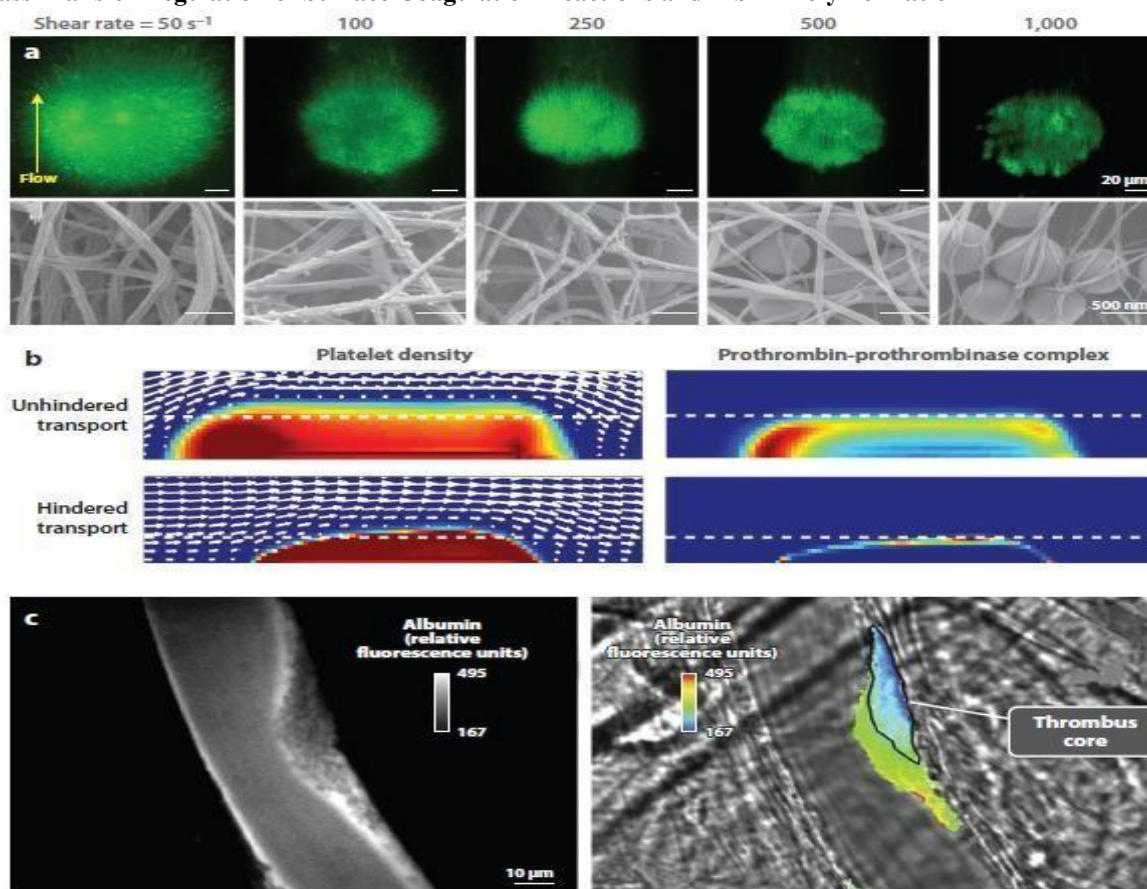 Shear rate = 50 s⁻¹ 100 250 500 1,000
a
Flow
20 µm
500 nm
b
Platelet density Prothrombin-prothrombinase complex
Unhindered
transport
Hindered
transport
c
Albumin
(relative
fluorescence units)
495
167
10 µm
Albumin
(relative
fluorescence units)
495
167
Thrombus
core